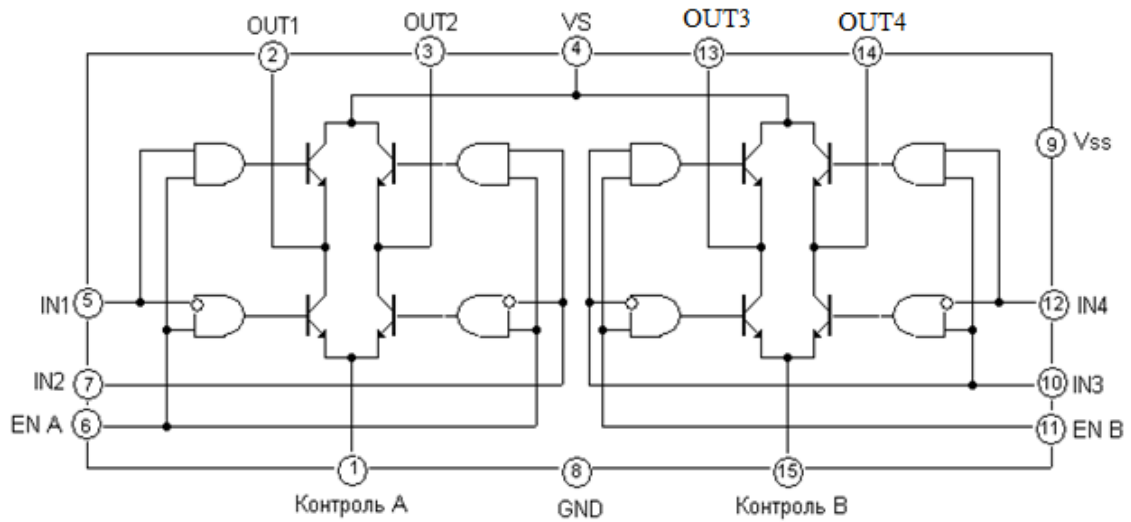 OUT1
OUT2
VS
OUT3
OUT4
2
3
4
13
14
9 Vss
IN1 5
12 IN4
IN2 7
10 IN3
EN A 6
11 EN B
1
8
15
Контроль A
GND
Контроль B